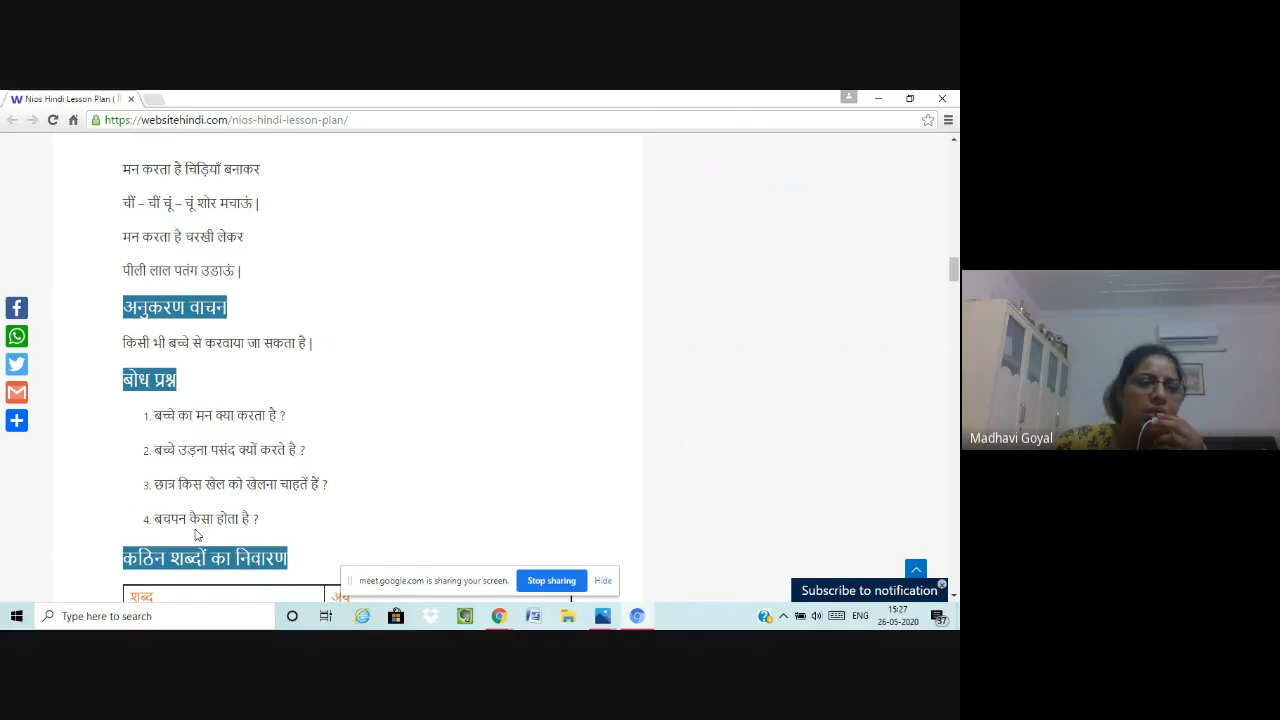 Nios Hindi Lesson Plan (
https://websitehindi.com/nios-hindi-lesson-plan/
मन करता है चिड़ियाँ बनाकर
चीं – चीं चूं – चूं शोर मचाऊं |
मन करता है चरखी लेकर
पीली लाल पतंग उडाऊं |
अनुकरण वाचन
किसी भी बच्चे से करवाया जा सकता है |
बोध प्रश्न
1. बच्चे का मन क्या करता है ?
2. बच्चे उड़ना पसंद क्यों करते है ?
3. छात्र किस खेल को खेलना चाहतें हैं ?
4. बचपन कैसा होता है ?
कठिन शब्दों का निवारण
शब्द अर्थ
meet.google.com is sharing your screen. Stop sharing Hide
Subscribe to notification
Type here to search
ENG
15:27
26-05-2020
37
Madhavi Goyal